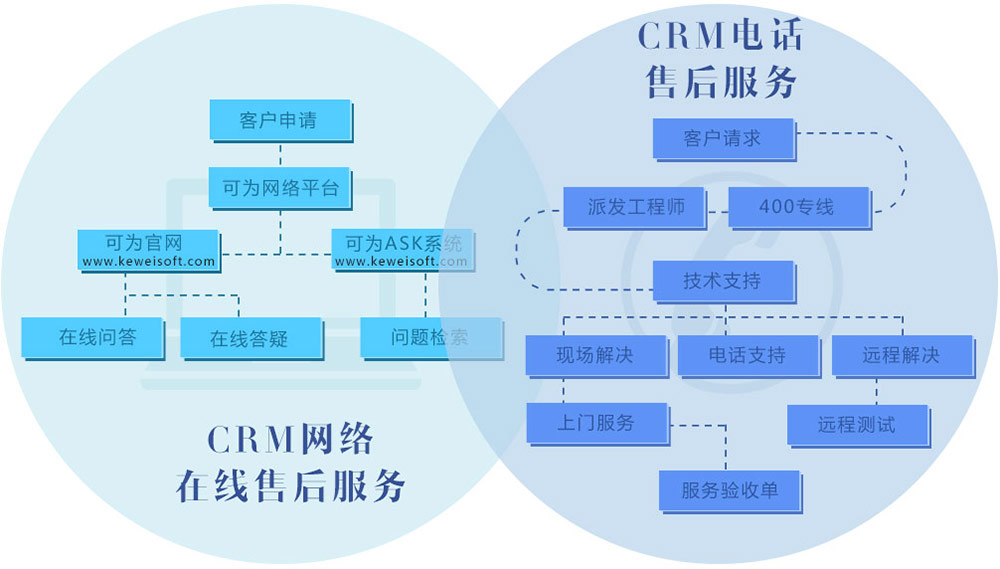 客户申请
可为网络平台
可为官网
www.keweisoft.com
可为ASK系统
www.keweisoft.com
在线问答
在线答疑
问题检索
CRM网络
在线售后服务
CRM电话
售后服务
客户请求
派发工程师
400专线
技术支持
现场解决
电话支持
远程解决
上门服务
远程测试
服务验收单